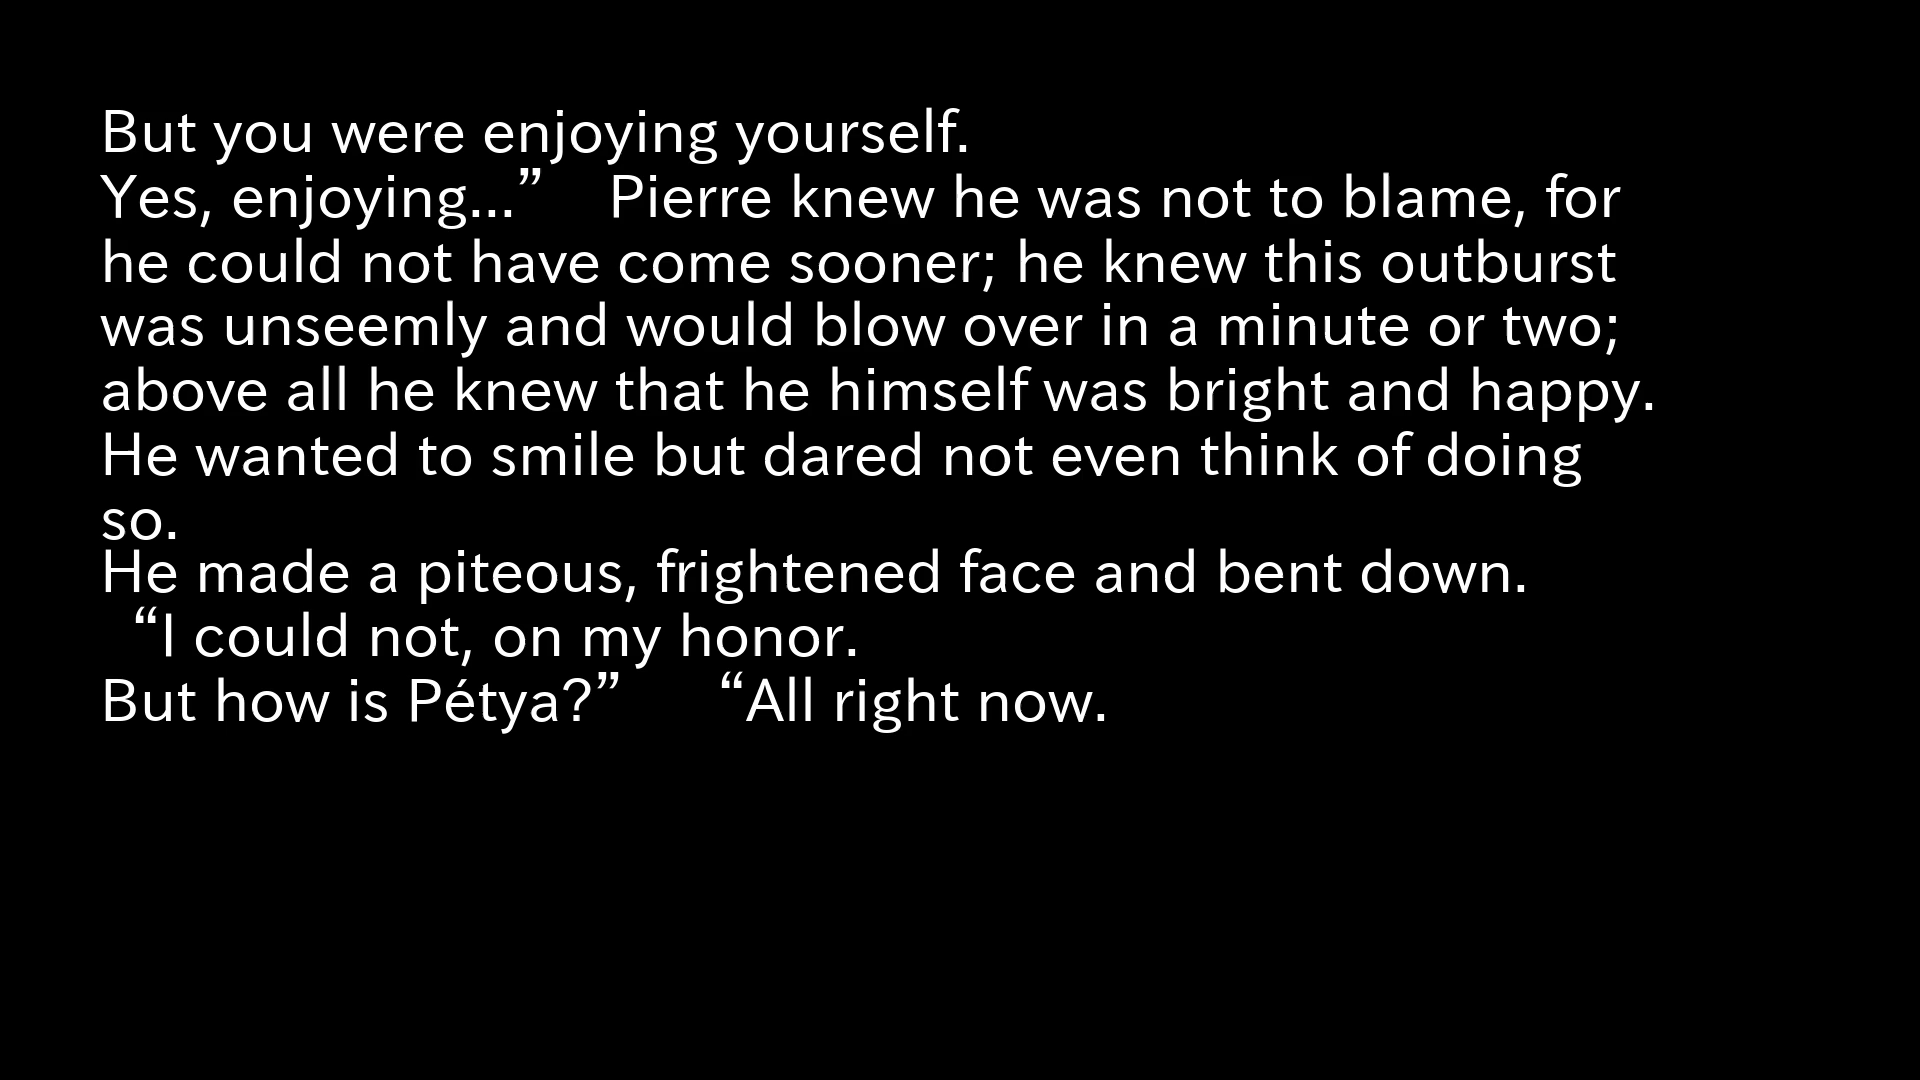 But you were enjoying yourself.
Yes, enjoying...” Pierre knew he was not to blame, for
he could not have come sooner; he knew this outburst
was unseemly and would blow over in a minute or two;
above all he knew that he himself was bright and happy.
He wanted to smile but dared not even think of doing
so.
He made a piteous, frightened face and bent down.
“I could not, on my honor.
But how is Pétya?” “All right now.